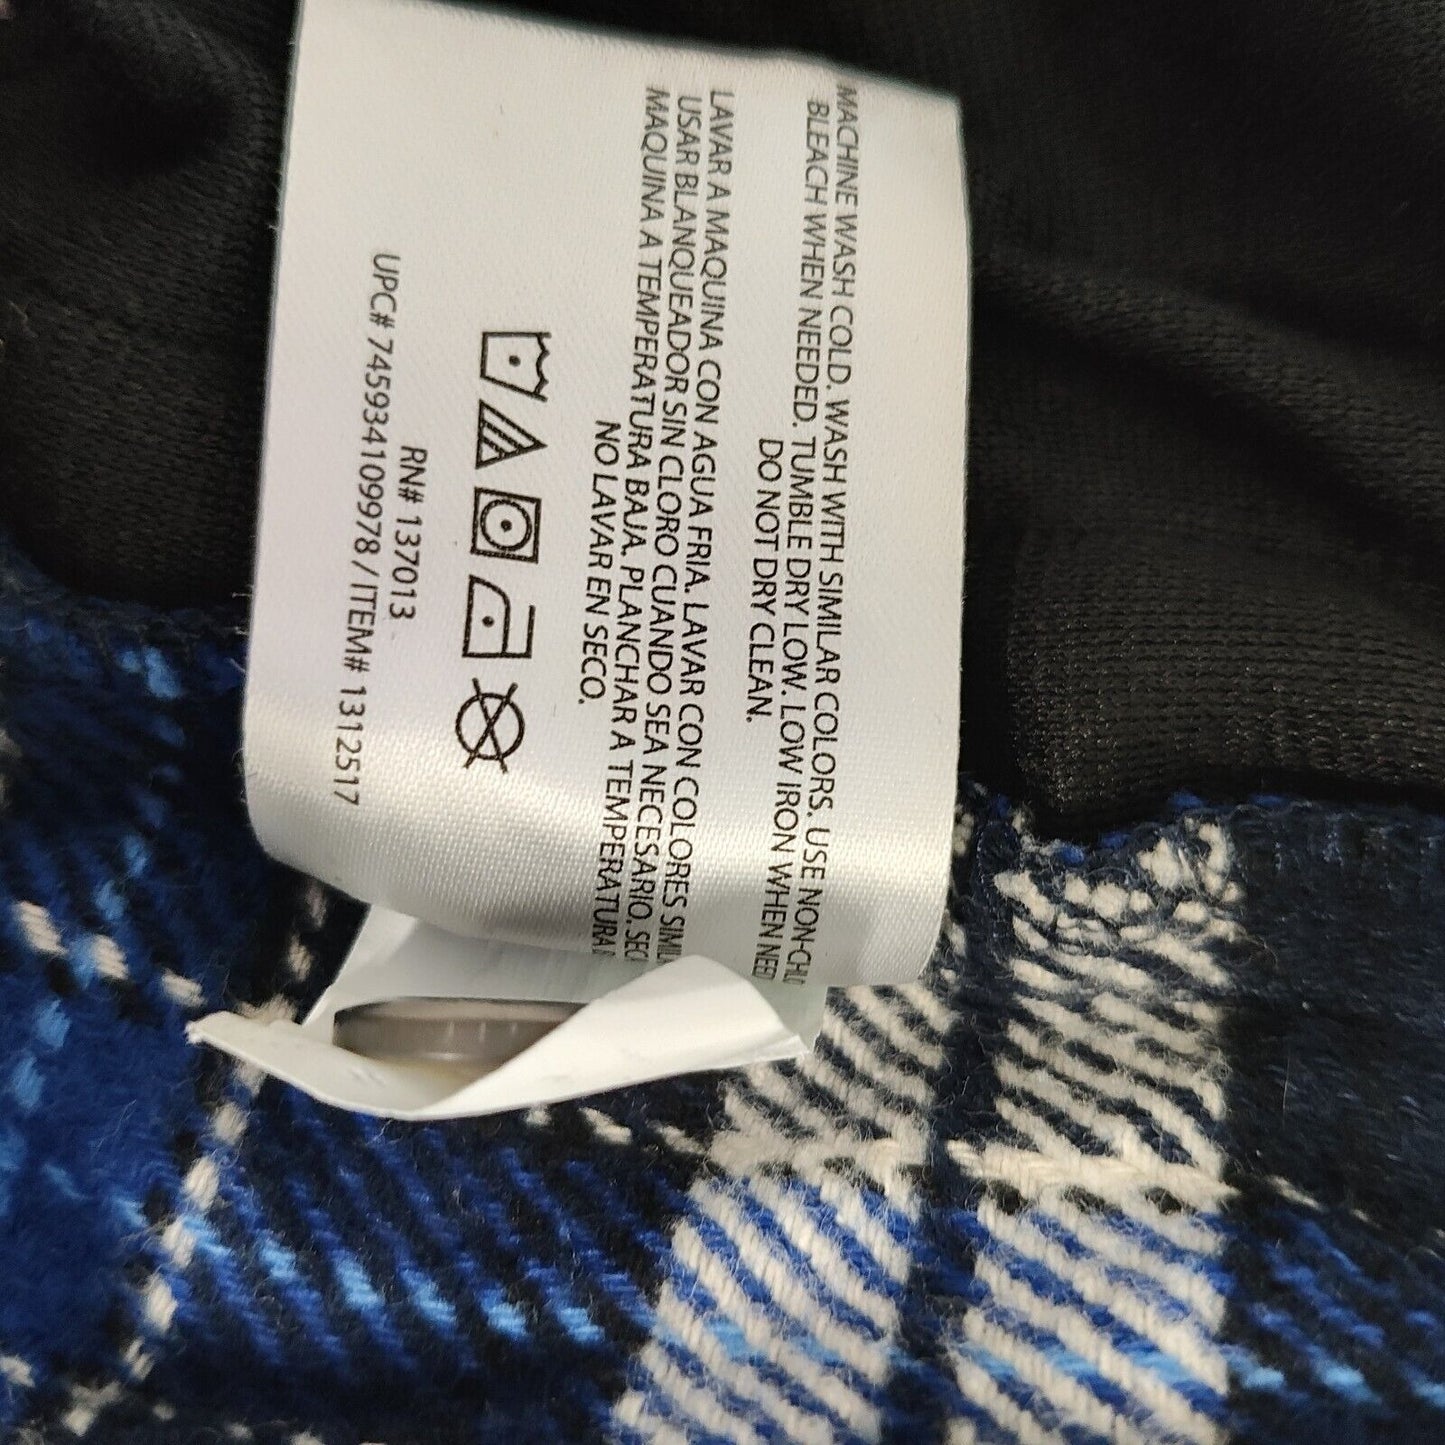 MACHINE WASH COLD. WASH WITH SIMILAR COLORS. USE NON-CHL
BLEACH WHEN NEEDED. TUMBLE DRY LOW. LOW IRON WHEN NEED
DO NOT DRY CLEAN.
LAVAR A MAQUINA CON AGUA FRIA. LAVAR CON COLORES SIMIL
USAR BLANQUEADOR SIN CLORO CUANDO SEA NECESARIO. SEC
MAQUINA A TEMPERATURA BAJA. PLANCHAR A TEMPERATURA
NO LAVAR EN SECO.
RN# 137013
UPC# 745934109978 / ITEM# 1312517